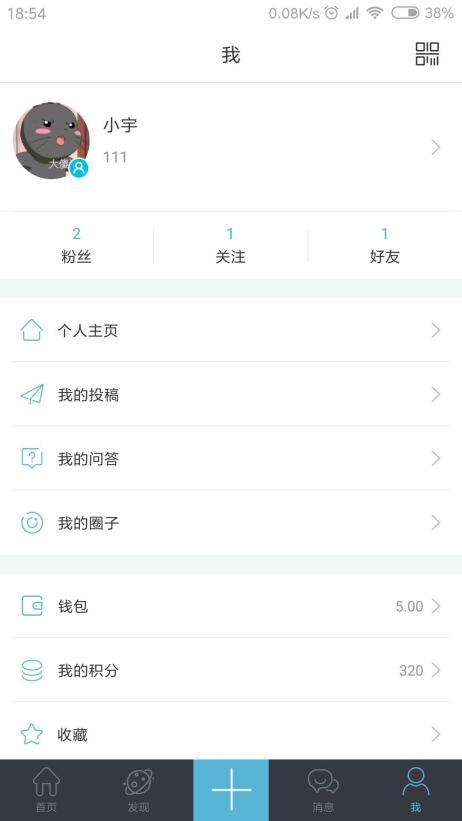 18:54 0.08K/s 38%
我
小宇
111
大傻
2 1 1
粉丝 关注 好友
个人主页
我的投稿
我的问答
我的圈子
钱包 5.00
我的积分 320
收藏
首页 发现 消息 我